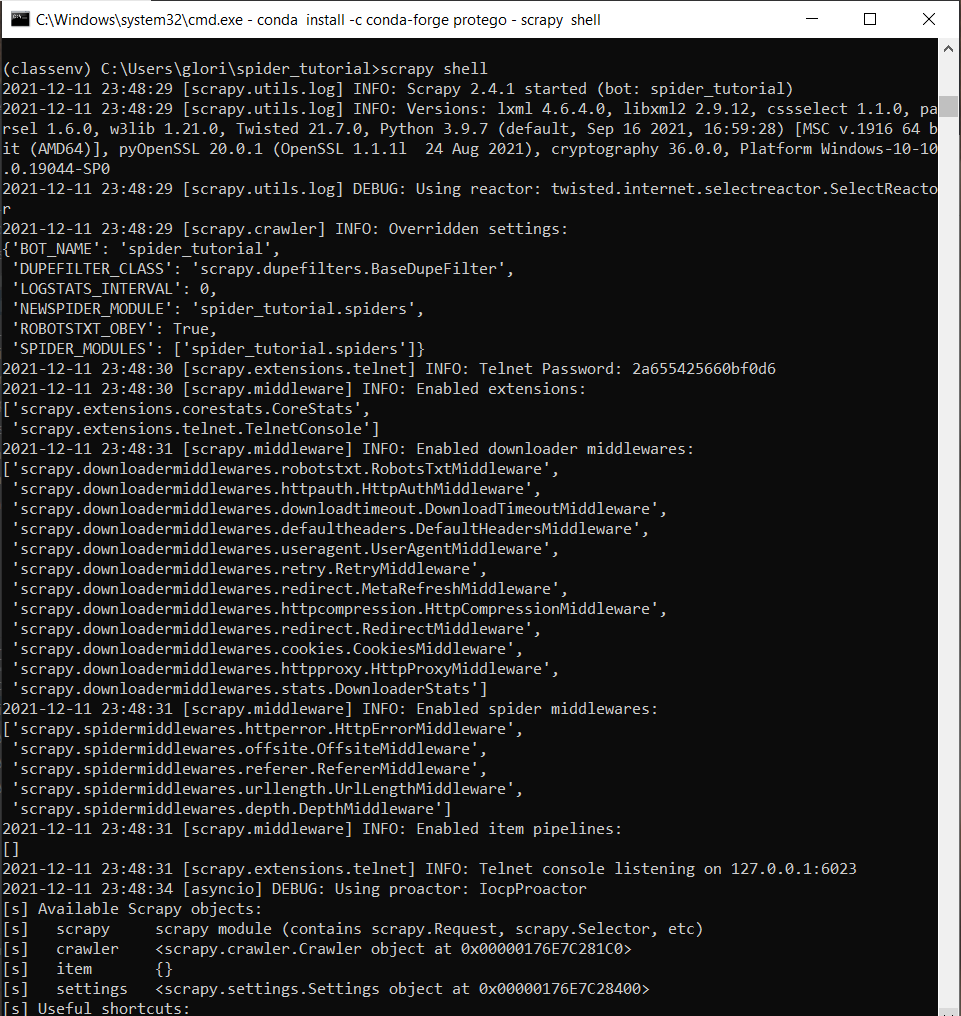 C:\Windows\system32\cmd.exe - conda  install -c conda-forge protego - scrapy  shell
(classenv) C:\Users\glori\spider_tutorial>scrapy shell
2021-12-11 23:48:29 [scrapy.utils.log] INFO: Scrapy 2.4.1 started (bot: spider_tutorial)
2021-12-11 23:48:29 [scrapy.utils.log] INFO: Versions: lxml 4.6.4.0, libxml2 2.9.12, cssselect 1.1.0, pa
rsel 1.6.0, w3lib 1.21.0, Twisted 21.7.0, Python 3.9.7 (default, Sep 16 2021, 16:59:28) [MSC v.1916 64 b
it (AMD64)], pyOpenSSL 20.0.1 (OpenSSL 1.1.1l  24 Aug 2021), cryptography 36.0.0, Platform Windows-10-10
.0.19044-SP0
2021-12-11 23:48:29 [scrapy.utils.log] DEBUG: Using reactor: twisted.internet.selectreactor.SelectReacto
r
2021-12-11 23:48:29 [scrapy.crawler] INFO: Overridden settings:
{'BOT_NAME': 'spider_tutorial',
 'DUPEFILTER_CLASS': 'scrapy.dupefilters.BaseDupeFilter',
 'LOGSTATS_INTERVAL': 0,
 'NEWSPIDER_MODULE': 'spider_tutorial.spiders',
 'ROBOTSTXT_OBEY': True,
 'SPIDER_MODULES': ['spider_tutorial.spiders']}
2021-12-11 23:48:30 [scrapy.extensions.telnet] INFO: Telnet Password: 2a655425660bf0d6
2021-12-11 23:48:30 [scrapy.middleware] INFO: Enabled extensions:
['scrapy.extensions.corestats.CoreStats',
 'scrapy.extensions.telnet.TelnetConsole']
2021-12-11 23:48:31 [scrapy.middleware] INFO: Enabled downloader middlewares:
['scrapy.downloadermiddlewares.robotstxt.RobotsTxtMiddleware',
 'scrapy.downloadermiddlewares.httpauth.HttpAuthMiddleware',
 'scrapy.downloadermiddlewares.downloadtimeout.DownloadTimeoutMiddleware',
 'scrapy.downloadermiddlewares.defaultheaders.DefaultHeadersMiddleware',
 'scrapy.downloadermiddlewares.useragent.UserAgentMiddleware',
 'scrapy.downloadermiddlewares.retry.RetryMiddleware',
 'scrapy.downloadermiddlewares.redirect.MetaRefreshMiddleware',
 'scrapy.downloadermiddlewares.httpcompression.HttpCompressionMiddleware',
 'scrapy.downloadermiddlewares.redirect.RedirectMiddleware',
 'scrapy.downloadermiddlewares.cookies.CookiesMiddleware',
 'scrapy.downloadermiddlewares.httpproxy.HttpProxyMiddleware',
 'scrapy.downloadermiddlewares.stats.DownloaderStats']
2021-12-11 23:48:31 [scrapy.middleware] INFO: Enabled spider middlewares:
['scrapy.spidermiddlewares.httperror.HttpErrorMiddleware',
 'scrapy.spidermiddlewares.offsite.OffsiteMiddleware',
 'scrapy.spidermiddlewares.referer.RefererMiddleware',
 'scrapy.spidermiddlewares.urllength.UrlLengthMiddleware',
 'scrapy.spidermiddlewares.depth.DepthMiddleware']
2021-12-11 23:48:31 [scrapy.middleware] INFO: Enabled item pipelines:
[]
2021-12-11 23:48:31 [scrapy.extensions.telnet] INFO: Telnet console listening on 127.0.0.1:6023
2021-12-11 23:48:34 [asyncio] DEBUG: Using proactor: IocpProactor
[s] Available Scrapy objects:
[s]   scrapy     scrapy module (contains scrapy.Request, scrapy.Selector, etc)
[s]   crawler    <scrapy.crawler.Crawler object at 0x00000176E7C281C0>
[s]   item       {}
[s]   settings   <scrapy.settings.Settings object at 0x00000176E7C28400>
[s] Useful shortcuts: